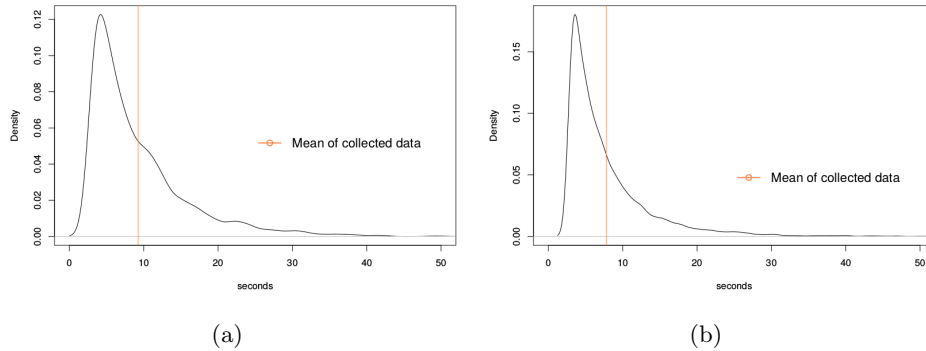 0.12
0.10
0.08
0.06
0.04
0.02
0.00
Density
Mean of collected data
0 10 20 30 40 50
seconds
(a)
0.15
0.10
0.05
0.00
Density
Mean of collected data
0 10 20 30 40 50
seconds
(b)